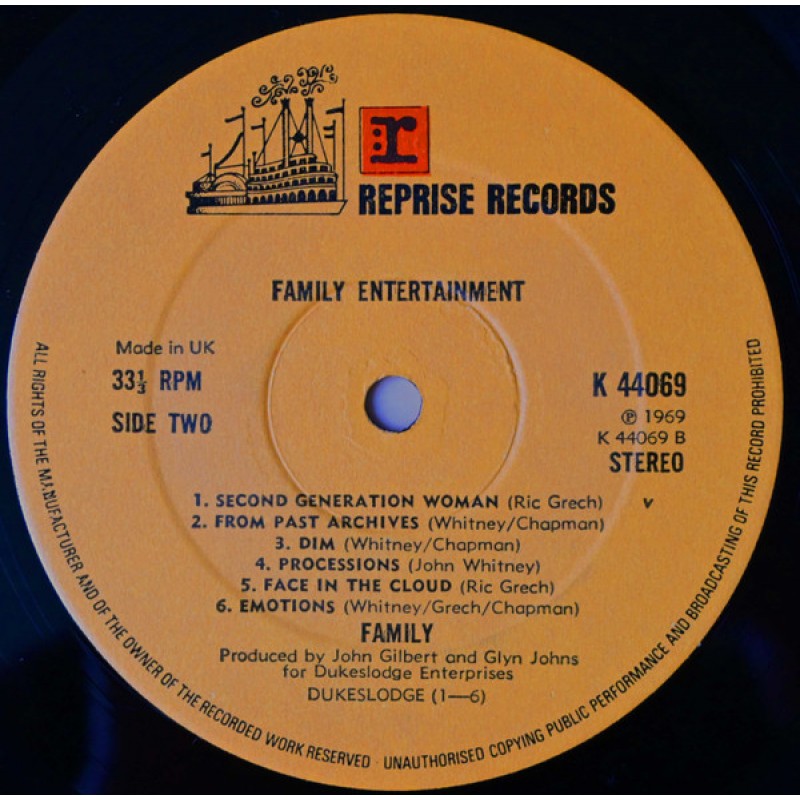 r
REPRISE RECORDS
FAMILY ENTERTAINMENT
Made in UK
33⅓ RPM
SIDE TWO
K 44069
℗ 1969
K 44069 B
STEREO
1. SECOND GENERATION WOMAN (Ric Grech) v
2. FROM PAST ARCHIVES (Whitney/Chapman)
3. DIM (Whitney/Chapman)
4. PROCESSIONS (John Whitney)
5. FACE IN THE CLOUD (Ric Grech)
6. EMOTIONS (Whitney/Grech/Chapman)
FAMILY
Produced by John Gilbert and Glyn Johns
for Dukeslodge Enterprises
DUKESLODGE (1—6)
ALL RIGHTS OF THE MANUFACTURER AND OF THE OWNER OF THE RECORDED WORK RESERVED · UNAUTHORISED COPYING PUBLIC PERFORMANCE AND BROADCASTING OF THIS RECORD PROHIBITED